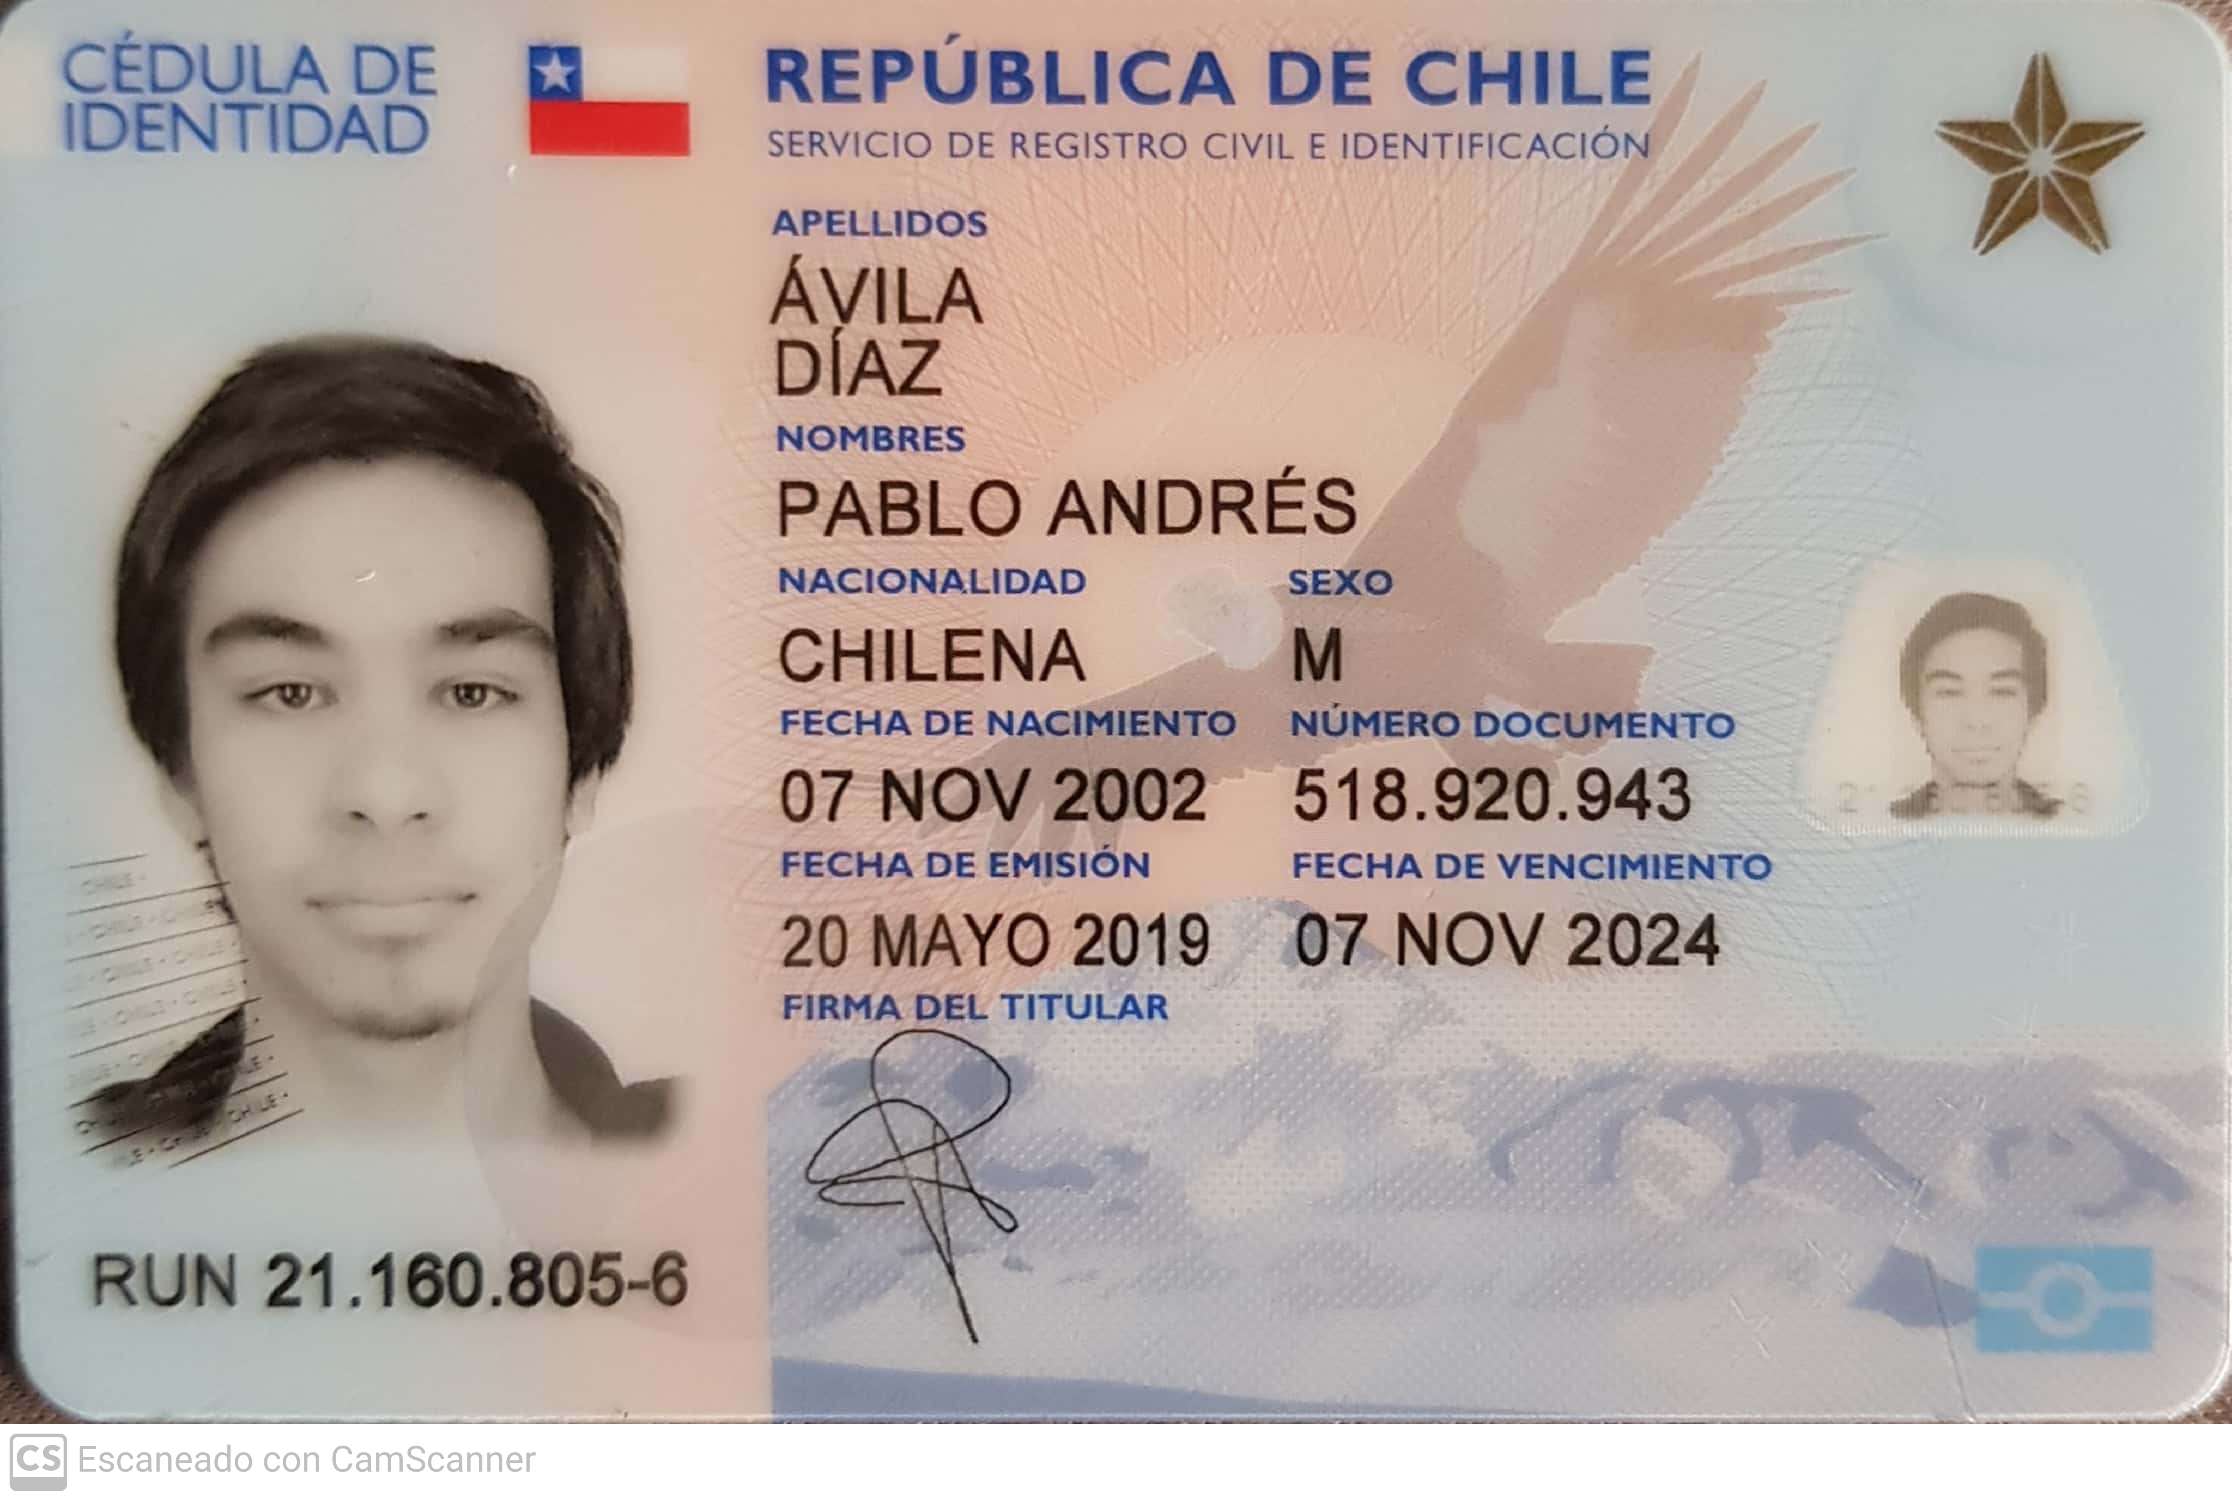 CÉDULA DE
IDENTIDAD
REPÚBLICA DE CHILE
SERVICIO DE REGISTRO CIVIL E IDENTIFICACIÓN
APELLIDOS
ÁVILA
DÍAZ
NOMBRES
PABLO ANDRÉS
NACIONALIDAD SEXO
CHILENA M
FECHA DE NACIMIENTO NÚMERO DOCUMENTO
07 NOV 2002 518.920.943
FECHA DE EMISIÓN FECHA DE VENCIMIENTO
20 MAYO 2019 07 NOV 2024
FIRMA DEL TITULAR
RUN 21.160.805-6
CS Escaneado con CamScanner